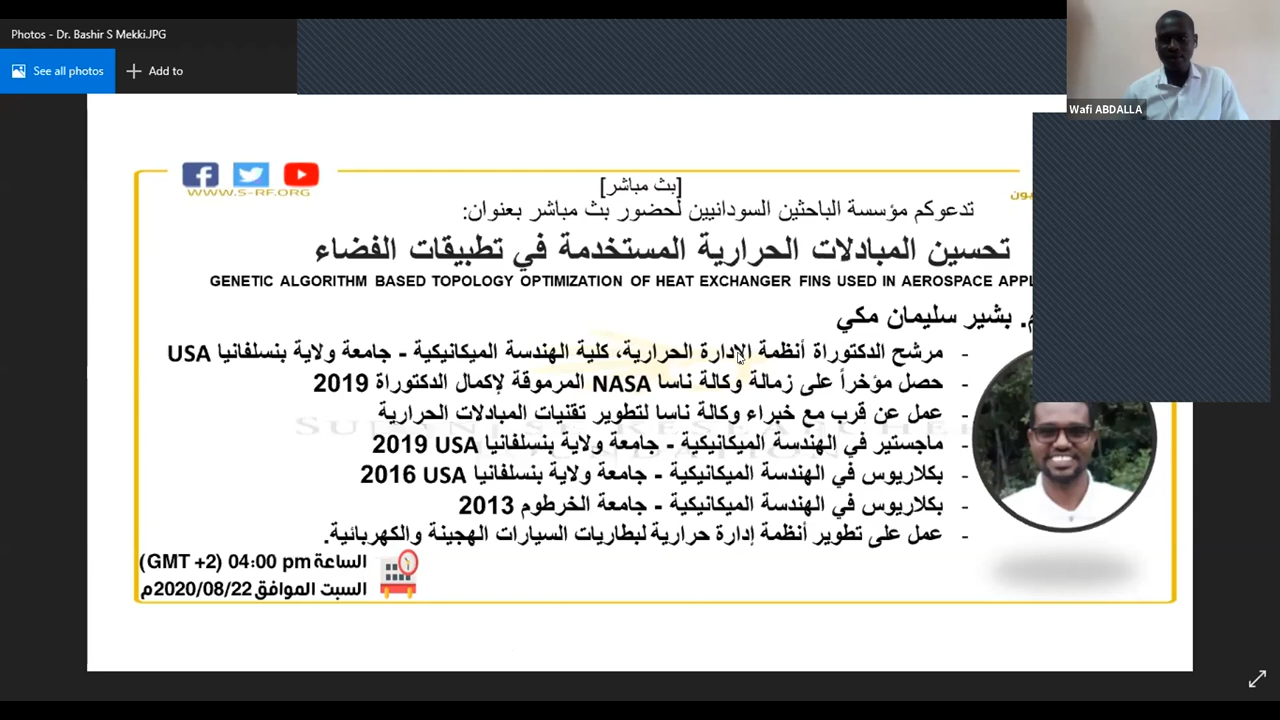 Photos - Dr. Bashir S Mekki.JPG
See all photos
Add to
Wafi ABDALLA
WWW.S-RF.ORG
[بث مباشر]
تدعوكم مؤسسة الباحثين السودانيين لحضور بث مباشر بعنوان:
تحسين المبادلات الحرارية المستخدمة في تطبيقات الفضاء
GENETIC ALGORITHM BASED TOPOLOGY OPTIMIZATION OF HEAT EXCHANGER FINS USED IN AEROSPACE APPL
م. بشير سليمان مكي
- مرشح الدكتوراة أنظمة الإدارة الحرارية، كلية الهندسة الميكانيكية - جامعة ولاية بنسلفانيا USA
- حصل مؤخراً على زمالة وكالة ناسا NASA المرموقة لإكمال الدكتوراة 2019
- عمل عن قرب مع خبراء وكالة ناسا لتطوير تقنيات المبادلات الحرارية
- ماجستير في الهندسة الميكانيكية - جامعة ولاية بنسلفانيا USA 2019
- بكلاريوس في الهندسة الميكانيكية - جامعة ولاية بنسلفانيا USA 2016
- بكلاريوس في الهندسة الميكانيكية - جامعة الخرطوم 2013
- عمل على تطوير أنظمة إدارة حرارية لبطاريات السيارات الهجينة والكهربائية.
الساعة 04:00 pm (GMT +2)
السبت الموافق 2020/08/22م